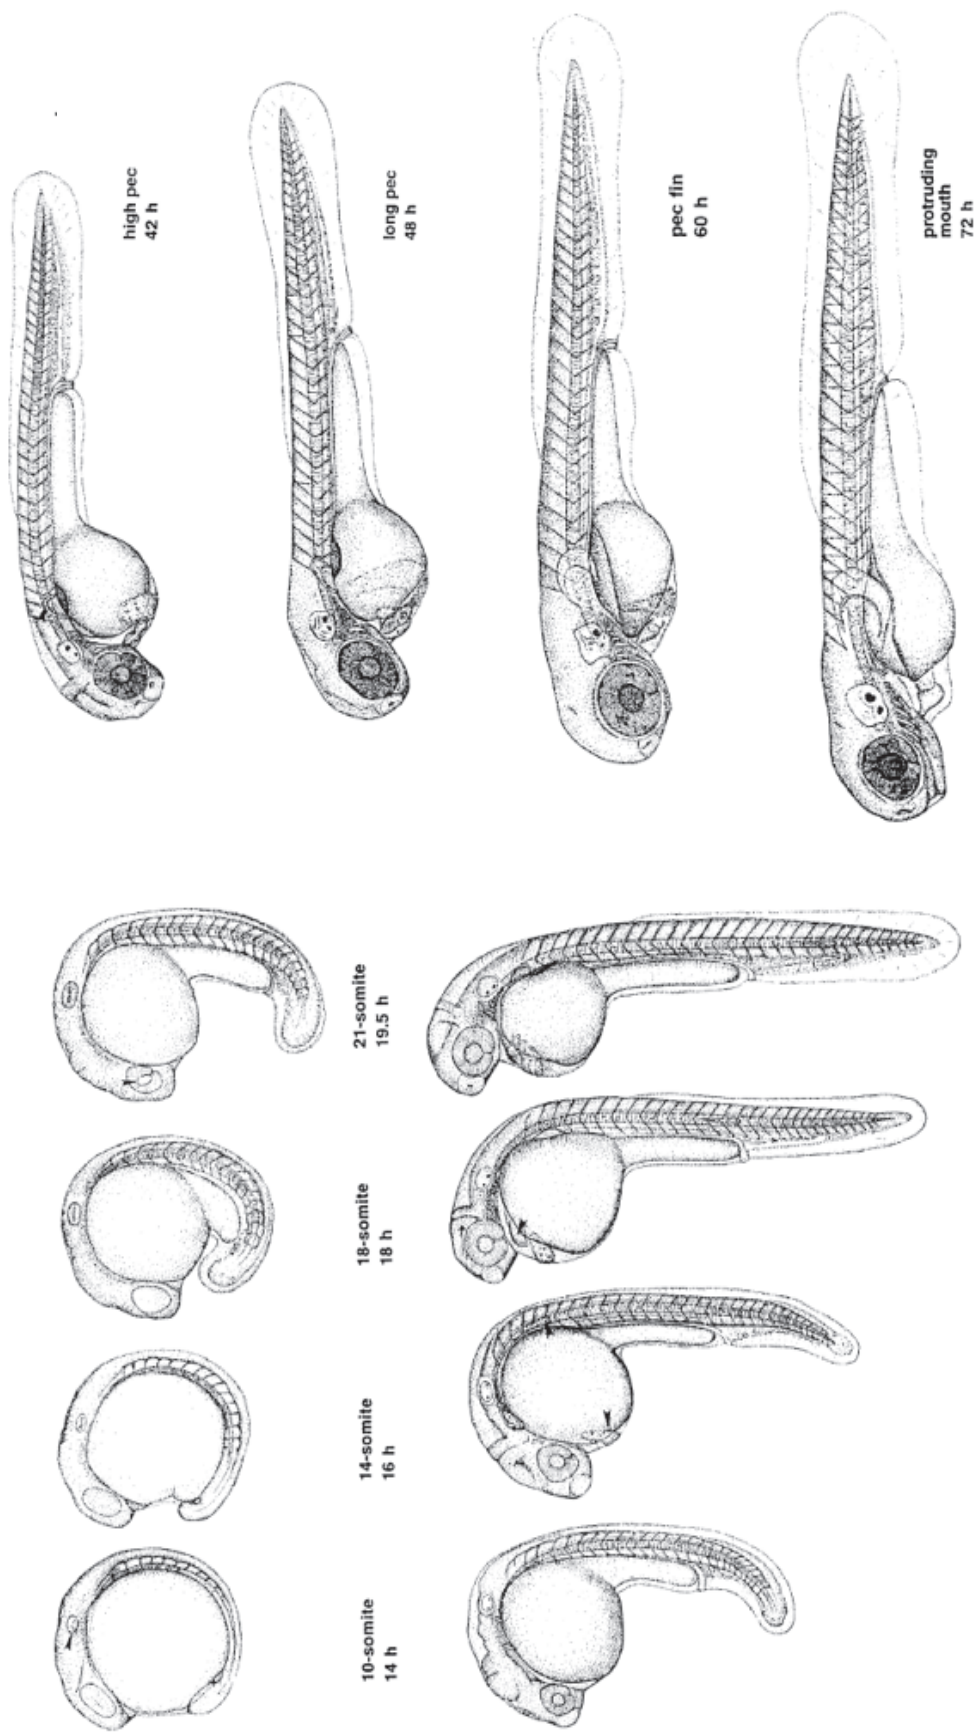 10-somite
14 h
14-somite
16 h
18-somite
18 h
21-somite
19.5 h
high pec
42 h
long pec
48 h
pec fin
60 h
protruding
mouth
72 h